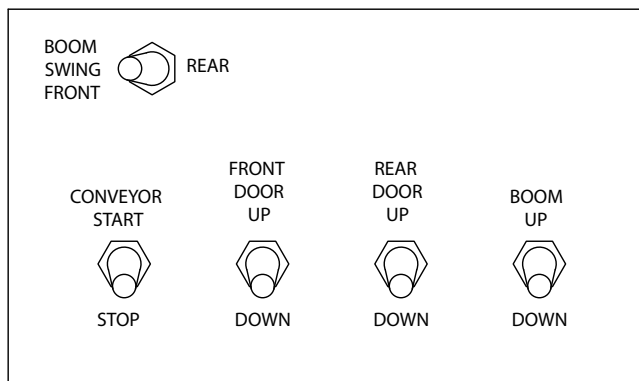 BOOM
SWING
FRONT
REAR
CONVEYOR
START
STOP
FRONT
DOOR
UP
DOWN
REAR
DOOR
UP
DOWN
BOOM
UP
DOWN